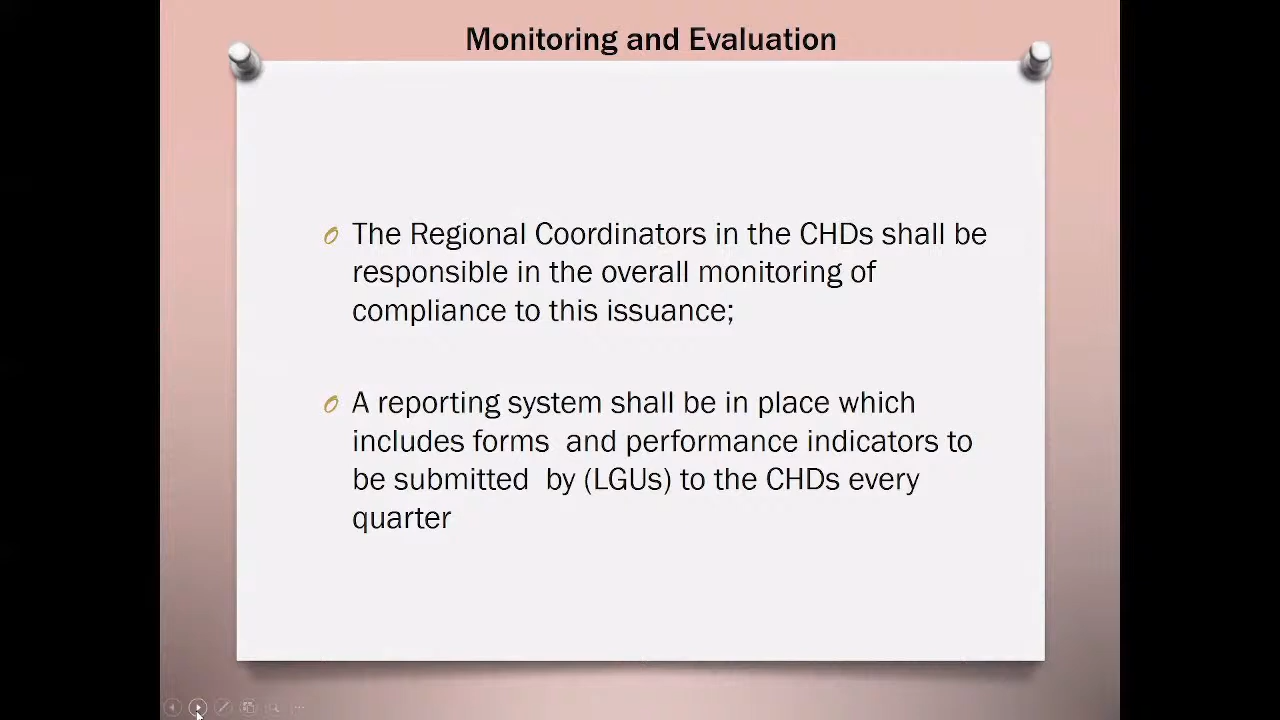 Monitoring and Evaluation
The Regional Coordinators in the CHDs shall be
responsible in the overall monitoring of
compliance to this issuance;
A reporting system shall be in place which
includes forms  and performance indicators to
be submitted  by (LGUs) to the CHDs every
quarter